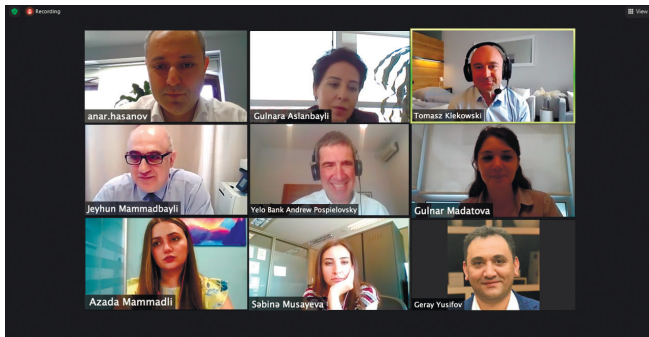 Recording
View
anar.hasanov
Gulnara Aslanbayli
Tomasz Klekowski
Jeyhun Mammadbayli
Yelo Bank Andrew Pospielovsky
Gulnar Madatova
Azada Mammadli
Səbinə Musayeva
Geray Yusifov